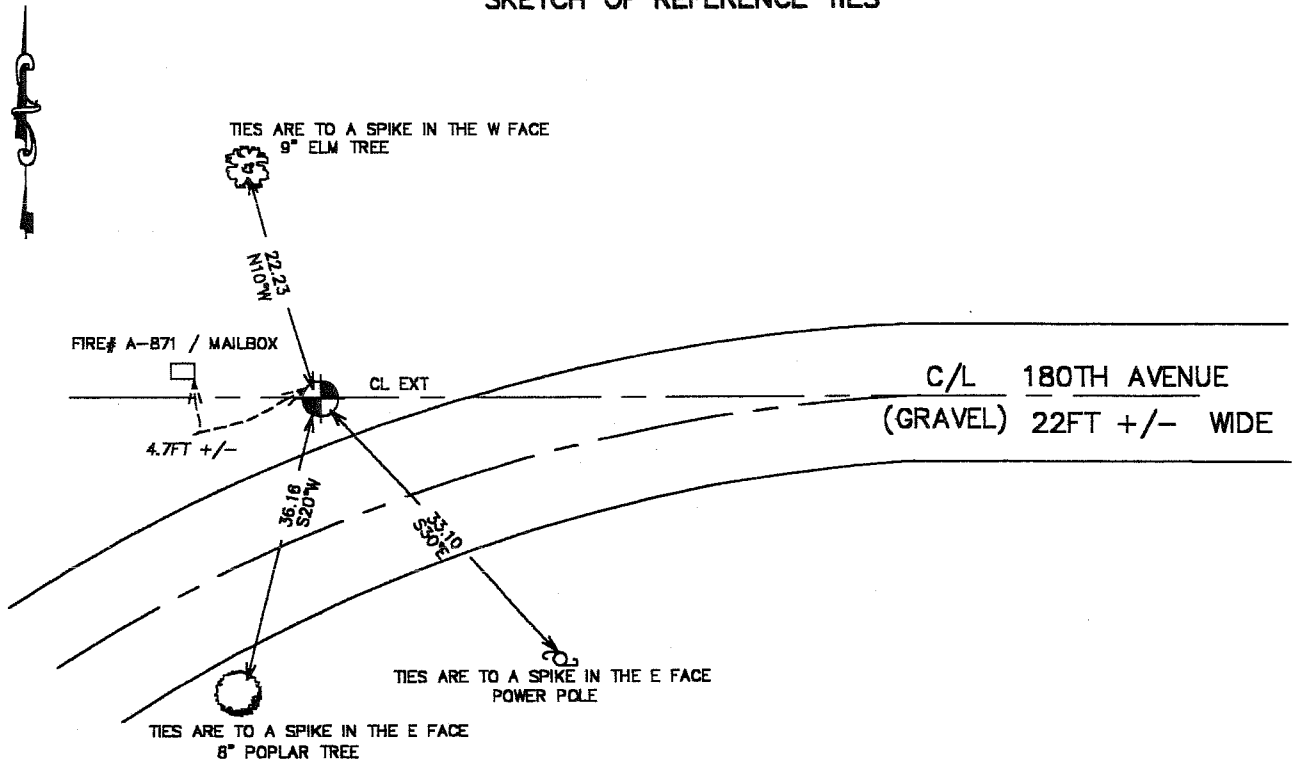 SKETCH OF REFERENCE TIES
TIES ARE TO A SPIKE IN THE W FACE
9" ELM TREE
22.23
N10°W
FIRE# A-871 / MAILBOX
CL EXT
C/L 180TH AVENUE
(GRAVEL) 22FT +/- WIDE
4.7FT +/-
36.16
S20°W
33.10
S30°E
TIES ARE TO A SPIKE IN THE E FACE
POWER POLE
TIES ARE TO A SPIKE IN THE E FACE
8" POPLAR TREE